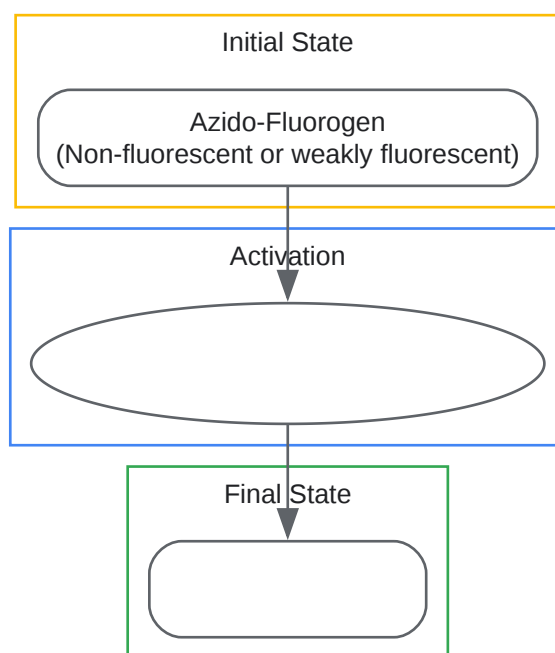 Initial State
Azido-Fluorogen
(Non-fluorescent or weakly fluorescent)
Activation
Final State